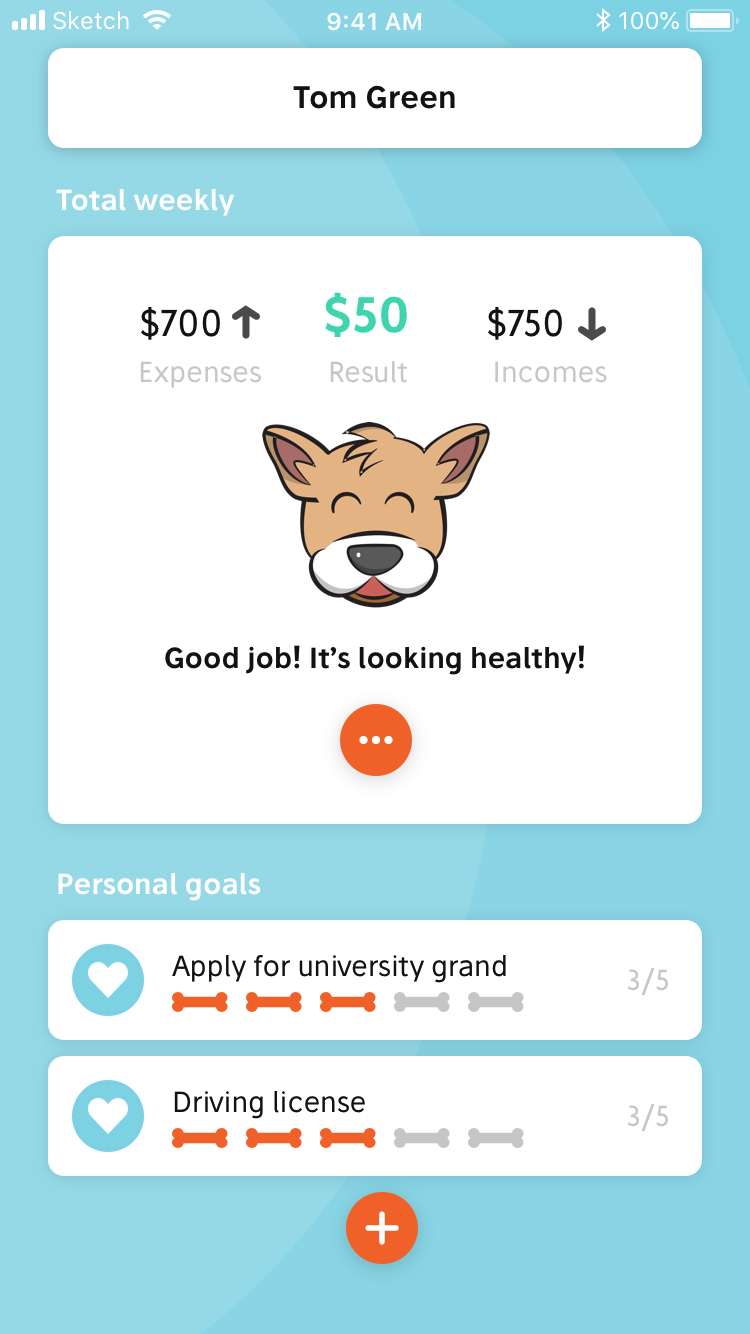 Sketch 9:41 AM 100%
Tom Green
Total weekly
$700 $50 $750
Expenses Result Incomes
Good job! It’s looking healthy!
Personal goals
Apply for university grand
3/5
Driving license
3/5